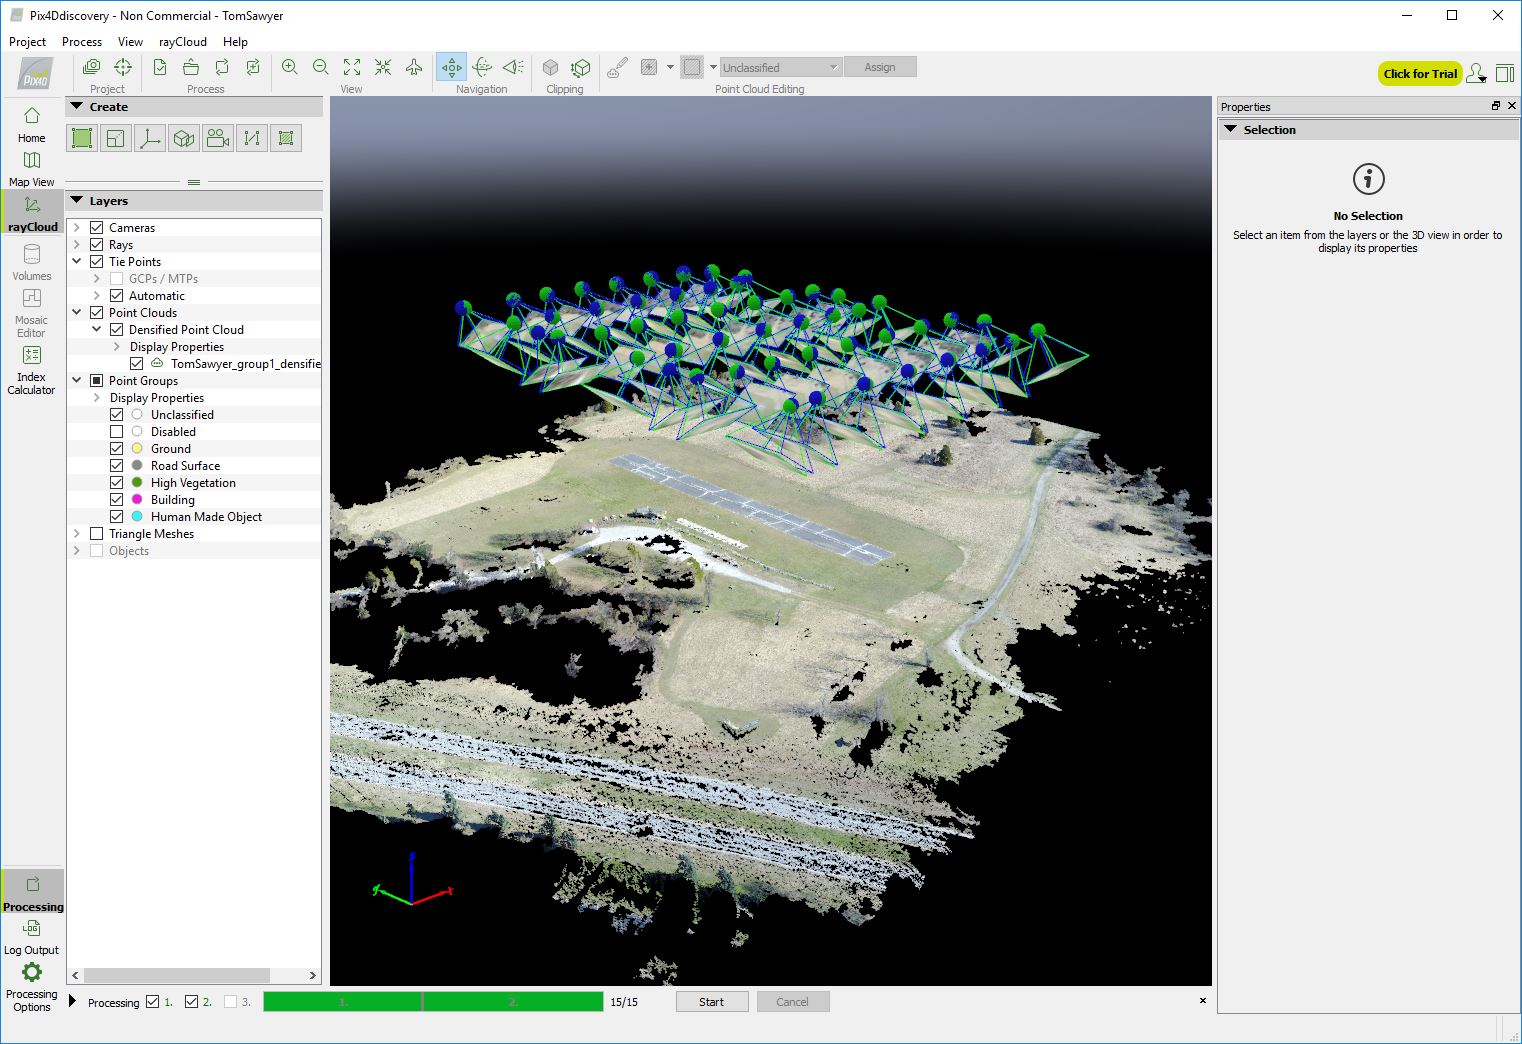 Pix4Ddiscovery - Non Commercial - TomSawyer
Project Process View rayCloud Help
PIX4D
Project
Process
View
Navigation
Clipping
Unclassified
Assign
Point Cloud Editing
Click for Trial
Home
Map View
rayCloud
Volumes
Mosaic
Editor
Index
Calculator
Processing
Log Output
Processing
Options
Create
Layers
Cameras
Rays
Tie Points
GCPs / MTPs
Automatic
Point Clouds
Densified Point Cloud
Display Properties
TomSawyer_group1_densifie
Point Groups
Display Properties
Unclassified
Disabled
Ground
Road Surface
High Vegetation
Building
Human Made Object
Triangle Meshes
Objects
z
y
x
Properties
Selection
No Selection
Select an item from the layers or the 3D view in order to
display its properties
Processing 1. 2. 3. 1. 2. 15/15 Start Cancel
LOG